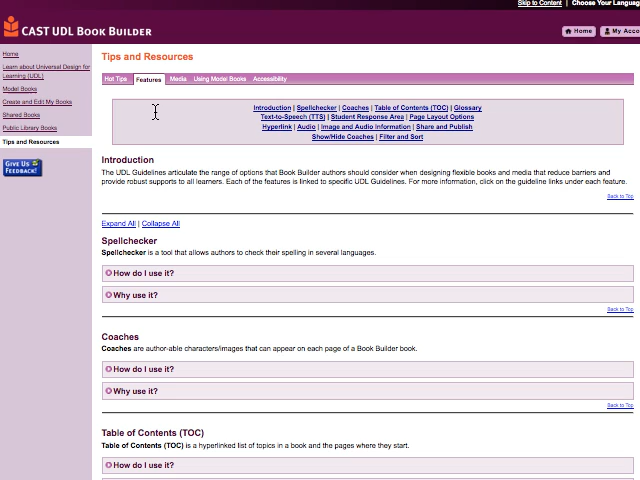 Skip to Content | Choose Your Languag
CAST UDL BOOK BUILDER
Home
My Acco
Home
Learn about Universal Design for
Learning (UDL)
Model Books
Create and Edit My Books
Shared Books
Public Library Books
Tips and Resources
GIVE US
FEEDBACK!
Tips and Resources
Hot Tips Features Media Using Model Books Accessibility
Introduction | Spellchecker | Coaches | Table of Contents (TOC) | Glossary
Text-to-Speech (TTS) | Student Response Area | Page Layout Options
Hyperlink | Audio | Image and Audio Information | Share and Publish
Show/Hide Coaches | Filter and Sort
Introduction
The UDL Guidelines articulate the range of options that Book Builder authors should consider when designing flexible books and media that reduce barriers and
provide robust supports to all learners. Each of the features is linked to specific UDL Guidelines. For more information, click on the guideline links under each feature.
Back to Top
Expand All | Collapse All
Spellchecker
Spellchecker is a tool that allows authors to check their spelling in several languages.
How do I use it?
Why use it?
Back to Top
Coaches
Coaches are author-able characters/images that can appear on each page of a Book Builder book.
How do I use it?
Why use it?
Back to Top
Table of Contents (TOC)
Table of Contents (TOC) is a hyperlinked list of topics in a book and the pages where they start.
How do I use it?